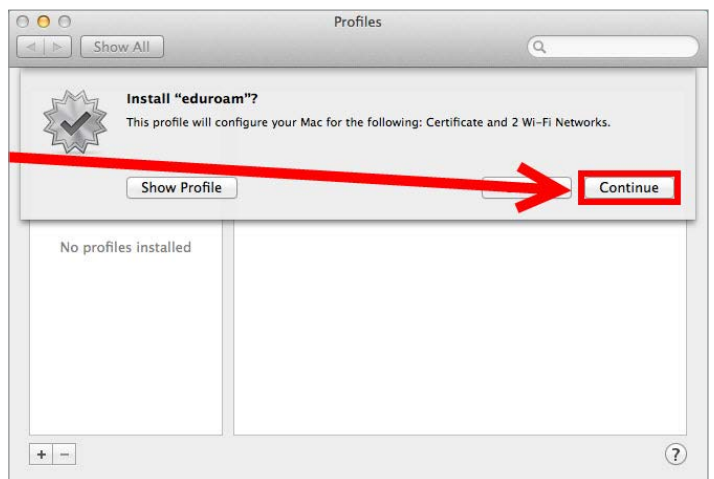 Profiles
Show All
Install “eduroam”?
This profile will configure your Mac for the following: Certificate and 2 Wi-Fi Networks.
Show Profile
Continue
No profiles installed
+ −
?